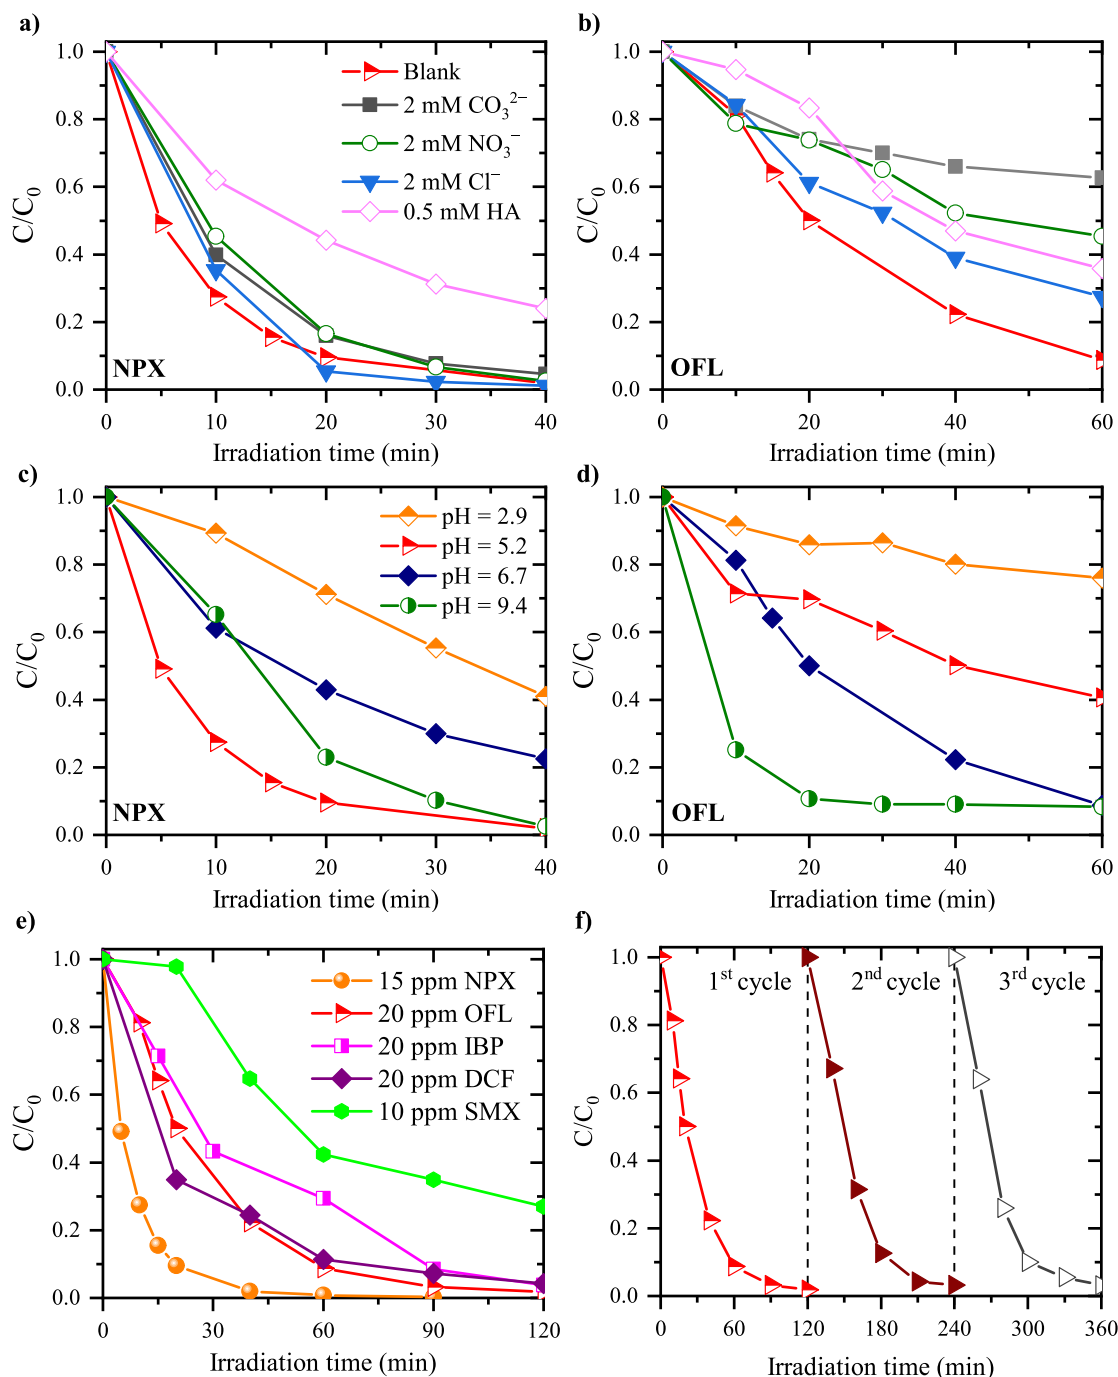 a)
1.0
0.8
0.6
0.4
0.2
0.0
C/C₀
Blank
2 mM CO₃²⁻
2 mM NO₃⁻
2 mM Cl⁻
0.5 mM HA
NPX
0 10 20 30 40
Irradiation time (min)
b)
1.0
0.8
0.6
0.4
0.2
0.0
C/C₀
OFL
0 20 40 60
Irradiation time (min)
c)
1.0
0.8
0.6
0.4
0.2
0.0
C/C₀
pH = 2.9
pH = 5.2
pH = 6.7
pH = 9.4
NPX
0 10 20 30 40
Irradiation time (min)
d)
1.0
0.8
0.6
0.4
0.2
0.0
C/C₀
OFL
0 20 40 60
Irradiation time (min)
e)
1.0
0.8
0.6
0.4
0.2
0.0
C/C₀
15 ppm NPX
20 ppm OFL
20 ppm IBP
20 ppm DCF
10 ppm SMX
0 30 60 90 120
Irradiation time (min)
f)
1.0
0.8
0.6
0.4
0.2
0.0
C/C₀
1ˢᵗ cycle 2ⁿᵈ cycle 3ʳᵈ cycle
0 60 120 180 240 300 360
Irradiation time (min)